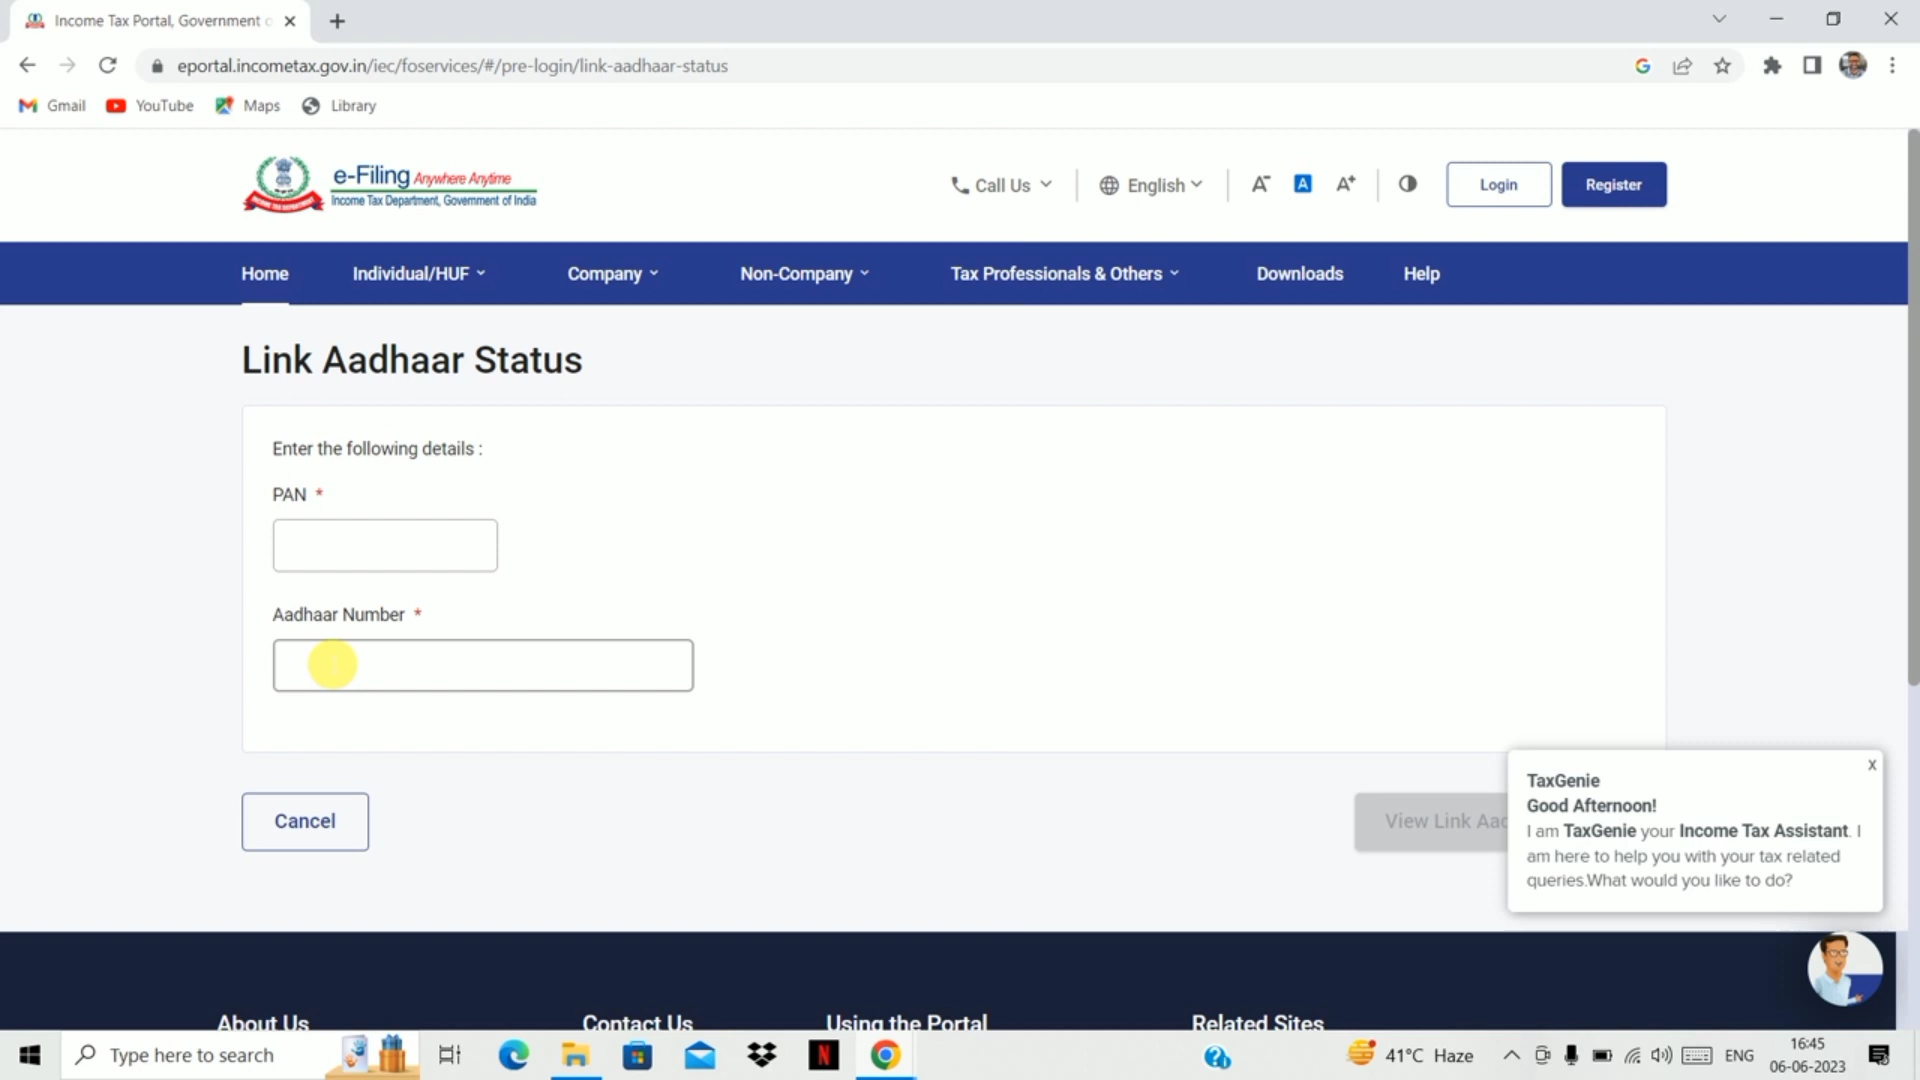 Income Tax Portal, Government
eportal.incometax.gov.in/iec/foservices/#/pre-login/link-aadhaar-status
Gmail YouTube Maps Library
e-Filing Anywhere Anytime
Income Tax Department, Government of India
INCOME TAX DEPARTMENT
Call Us English A- A A+ Login Register
Home Individual/HUF Company Non-Company Tax Professionals & Others Downloads Help
Link Aadhaar Status
Enter the following details :
PAN *
Aadhaar Number *
Cancel
View Link
x
TaxGenie
Good Afternoon!
I am TaxGenie your Income Tax Assistant. I
am here to help you with your tax related
queries.What would you like to do?
About Us Contact Us Using the Portal Related Sites
Type here to search
41°C Haze
ENG
16:45
06-06-2023